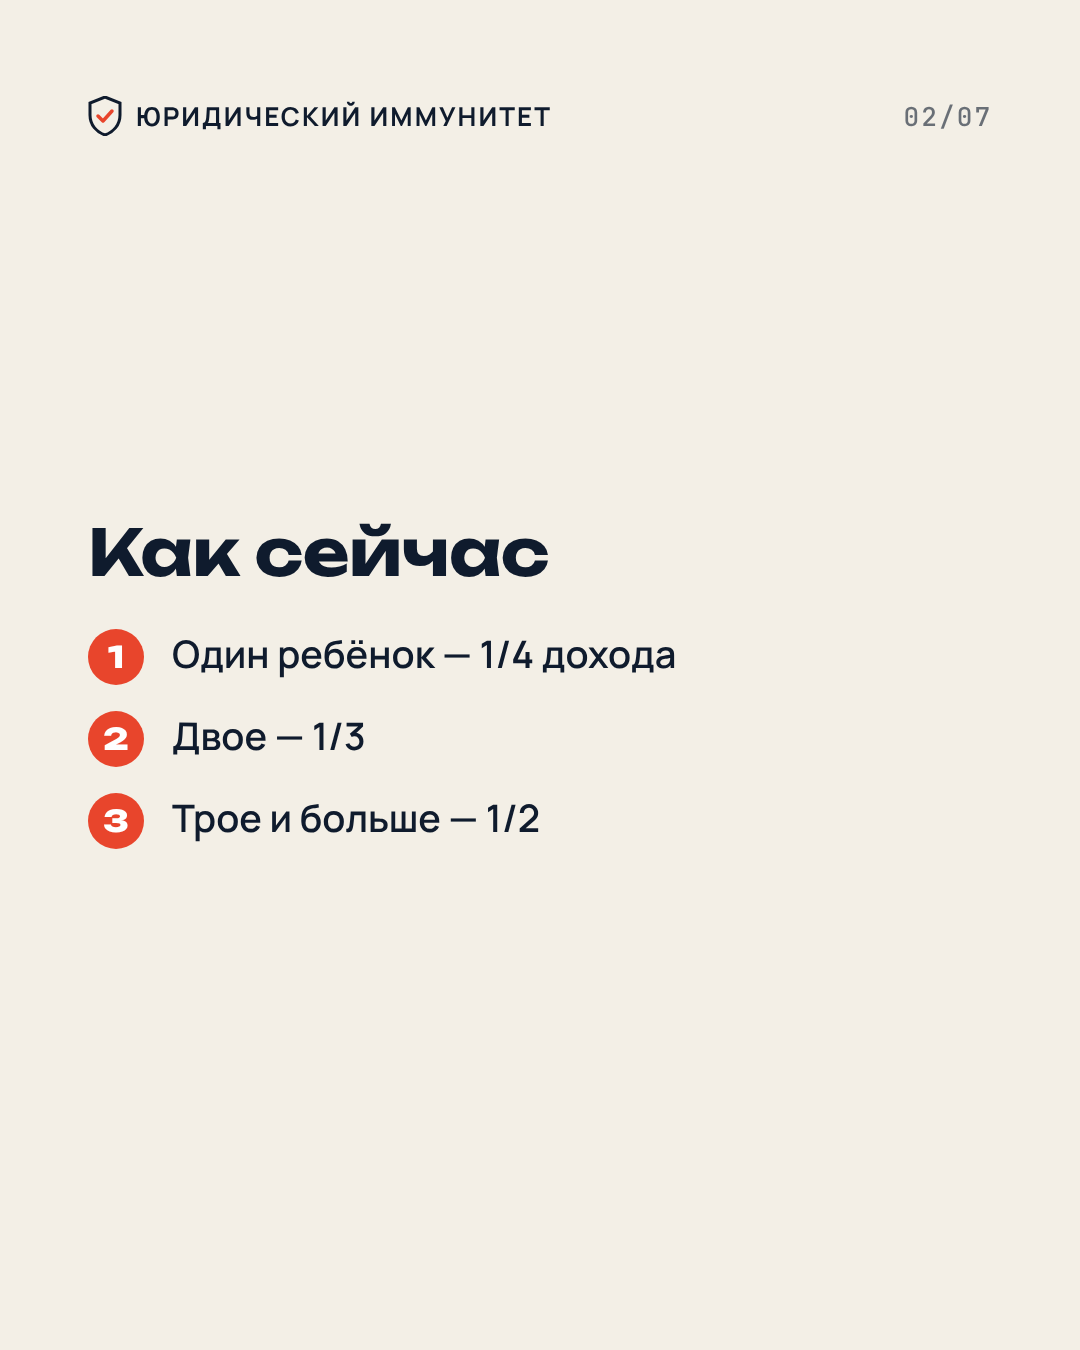 ЮРИДИЧЕСКИЙ ИММУНИТЕТ
02/07
Как сейчас
1 Один ребёнок — 1/4 дохода
2 Двое — 1/3
3 Трое и больше — 1/2